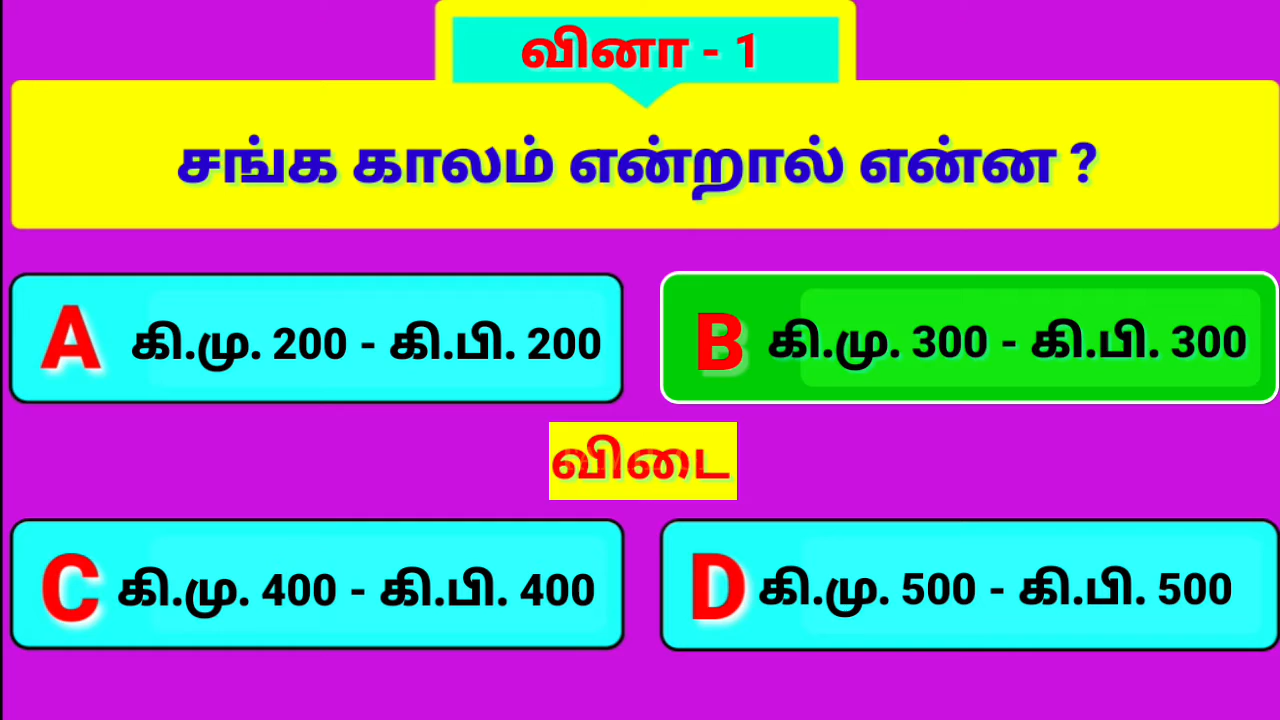 வினா - 1
சங்க காலம் என்றால் என்ன ?
A கி.மு. 200 - கி.பி. 200
B கி.மு. 300 - கி.பி. 300
விடை
C கி.மு. 400 - கி.பி. 400
D கி.மு. 500 - கி.பி. 500